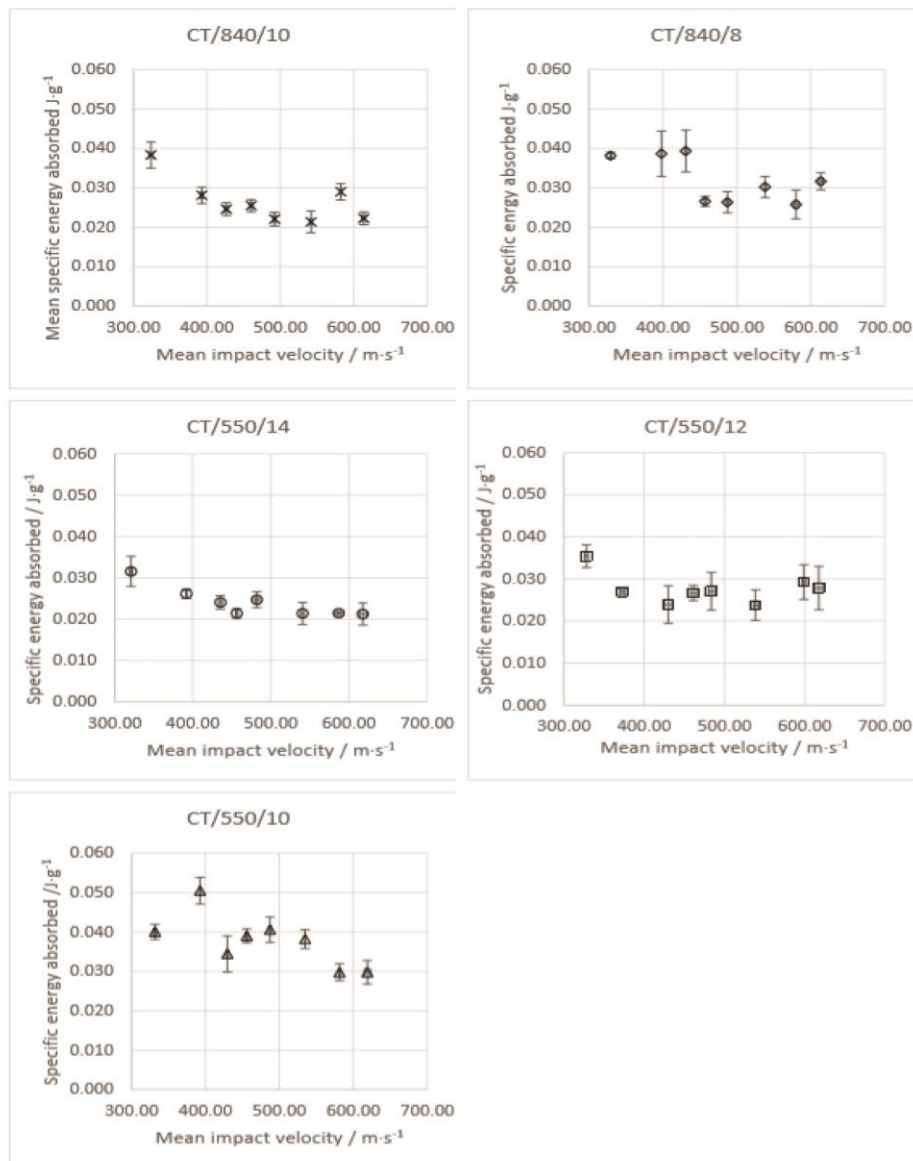 CT/840/10
Mean specific energy absorbed J·g⁻¹
0.060
0.050
0.040
0.030
0.020
0.010
0.000
300.00 400.00 500.00 600.00 700.00
Mean impact velocity / m·s⁻¹
CT/840/8
Specific enrgy absorbed / J·g⁻¹
0.060
0.050
0.040
0.030
0.020
0.010
0.000
300.00 400.00 500.00 600.00 700.00
Mean impact velocity / m·s⁻¹
CT/550/14
Specific energy absorbed / J·g⁻¹
0.060
0.050
0.040
0.030
0.020
0.010
0.000
300.00 400.00 500.00 600.00 700.00
Mean impact velocity / m·s⁻¹
CT/550/12
Specific energy absorbed / J·g⁻¹
0.060
0.050
0.040
0.030
0.020
0.010
0.000
300.00 400.00 500.00 600.00 700.00
Mean impact velocity / m·s⁻¹
CT/550/10
Specific energy absorbed /J·g⁻¹
0.060
0.050
0.040
0.030
0.020
0.010
0.000
300.00 400.00 500.00 600.00 700.00
Mean impact velocity / m·s⁻¹